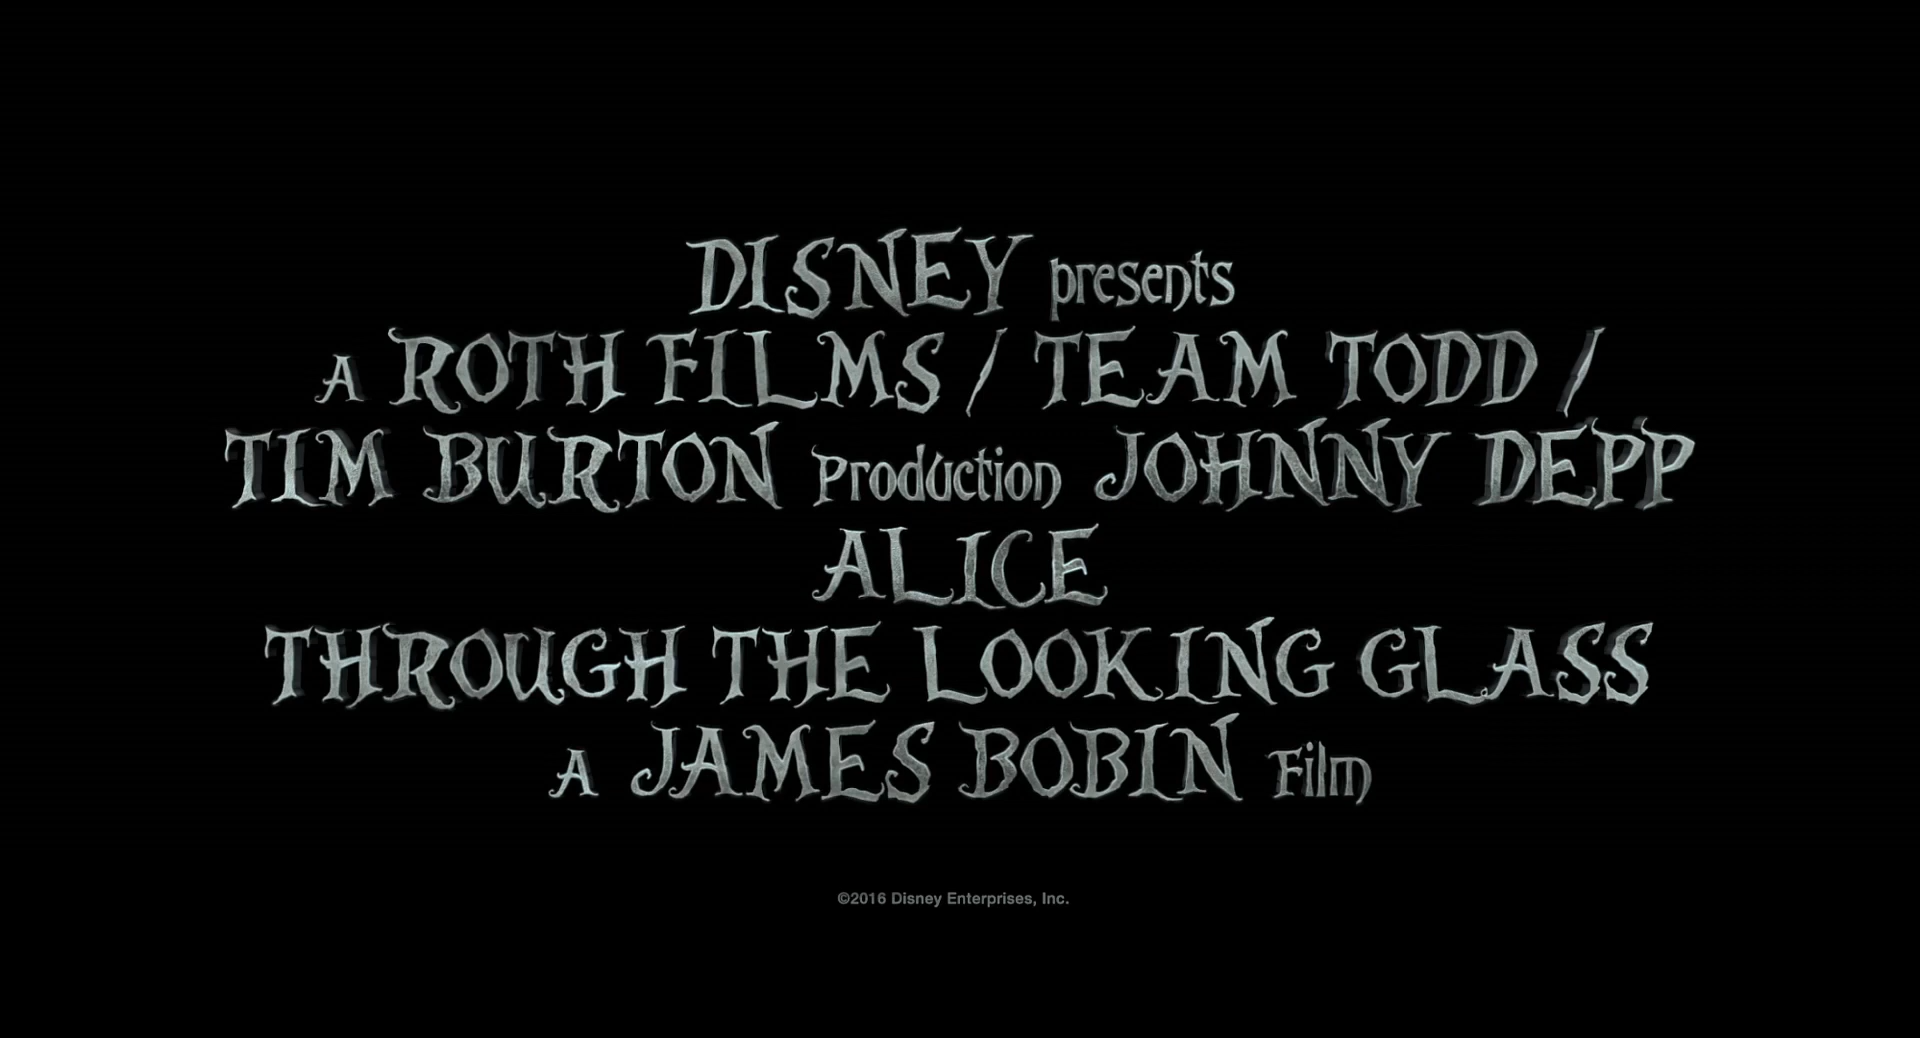 DISNEY presents
A ROTH FILMS / TEAM TODD /
TIM BURTON Production JOHNNY DEPP
ALICE
THROUGH THE LOOKING GLASS
A JAMES BOBIN Film
©2016 Disney Enterprises, Inc.